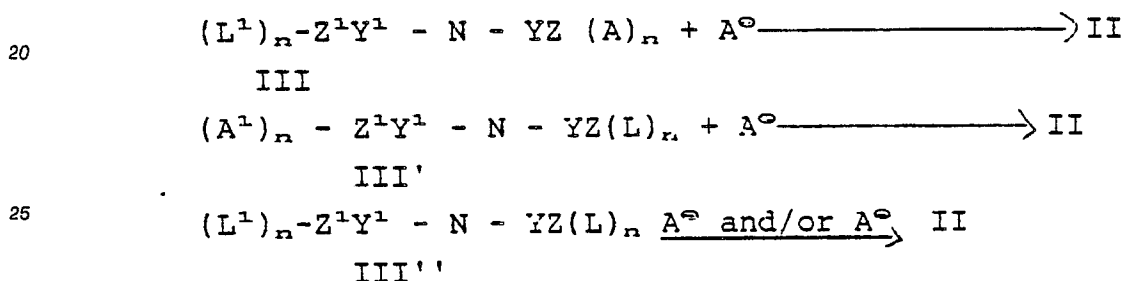 20 (L¹)ₙ-Z¹Y¹ - N - YZ (A)ₙ + A⊖ ⟶ II
III
(A¹)ₙ - Z¹Y¹ - N - YZ(L)ₙ + A⊖ ⟶ II
III'
25 (L¹)ₙ-Z¹Y¹ - N - YZ(L)ₙ A⊖ and/or A⊖ ⟶ II
III''